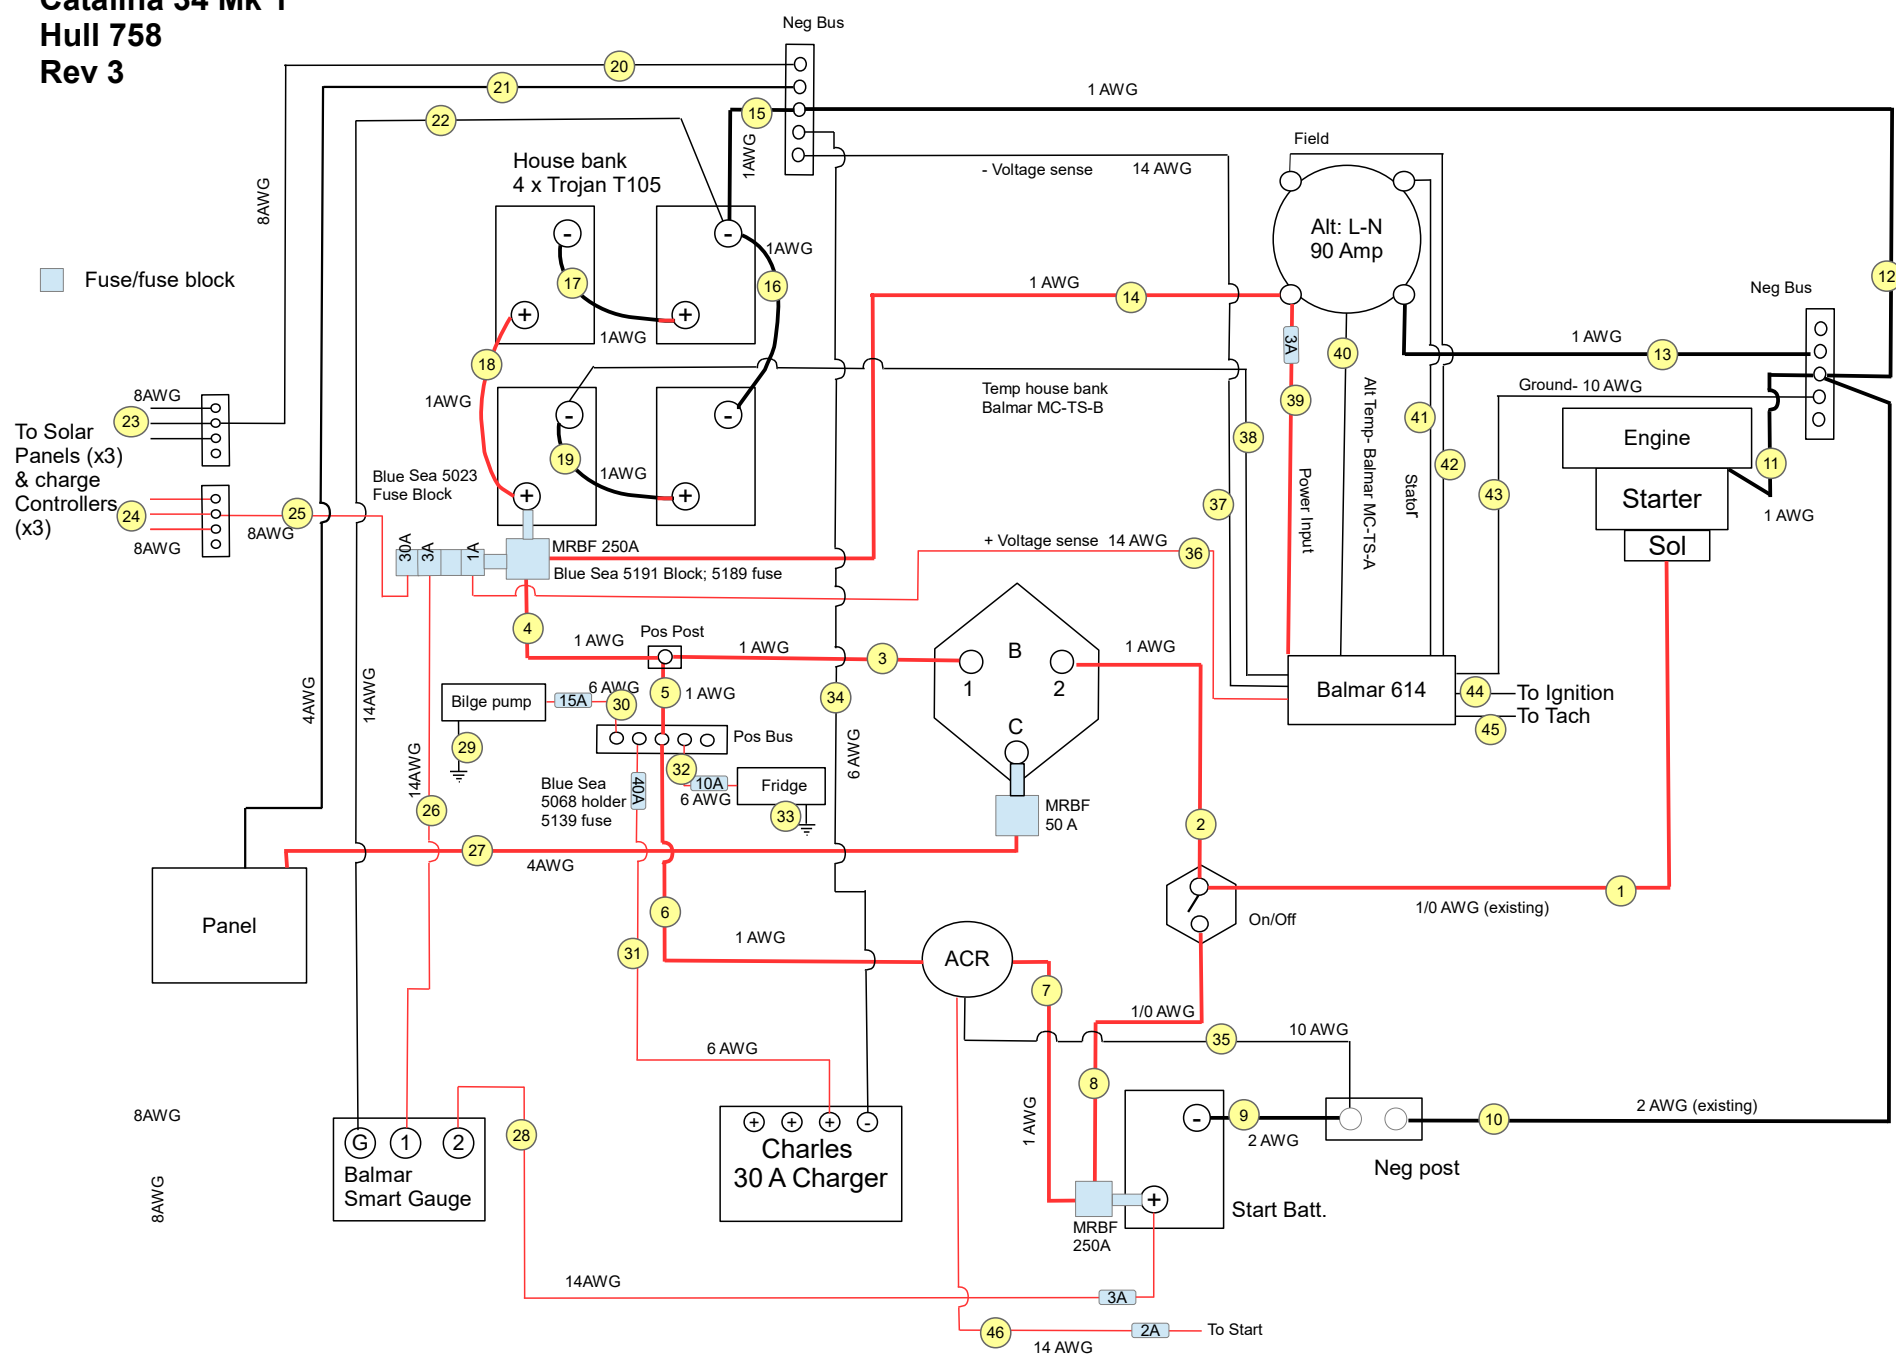 Catalina 34 Mk 1
Hull 758
Rev 3
Neg Bus
20
21
22
15
1 AWG
1AWG
8AWG
House bank
4 x Trojan T105
- Voltage sense 14 AWG
Field
Alt: L-N
90 Amp
Fuse/fuse block
-
-
1AWG
17
16
+
+
1AWG
18
1AWG
1 AWG
14
3A
39
40
12
Neg Bus
1 AWG
13
Ground- 10 AWG
Temp house bank
Balmar MC-TS-B
38
37
Power Input
Alt Temp- Balmar MC-TS-A
41
Stator
42
43
Engine
Starter
Sol
11
1 AWG
8AWG
23
To Solar
Panels (x3)
& charge
Controllers
(x3)
24
8AWG
25
8AWG
-
-
19
1AWG
+
+
Blue Sea 5023
Fuse Block
30A
3A
1A
MRBF 250A
Blue Sea 5191 Block; 5189 fuse
+ Voltage sense 14 AWG
36
4
1 AWG
Pos Post
1 AWG
3
B
1
2
C
1 AWG
Balmar 614
44
To Ignition
45
To Tach
4AWG
14AWG
14AWG
Bilge pump
15A
6 AWG
30
5
1 AWG
29
Pos Bus
34
6 AWG
32
10A
6 AWG
Fridge
33
Blue Sea
5068 holder
5139 fuse
40A
MRBF
50 A
26
27
4AWG
2
Panel
6
31
1 AWG
ACR
7
On/Off
1
1/0 AWG (existing)
1/0 AWG
35
10 AWG
6 AWG
8
1 AWG
8AWG
8AWG
G
1
2
28
Balmar
Smart Gauge
+
+
+
-
Charles
30 A Charger
-
9
2 AWG
10
2 AWG (existing)
Neg post
+
MRBF
250A
Start Batt.
14AWG
3A
46
14 AWG
2A
To Start